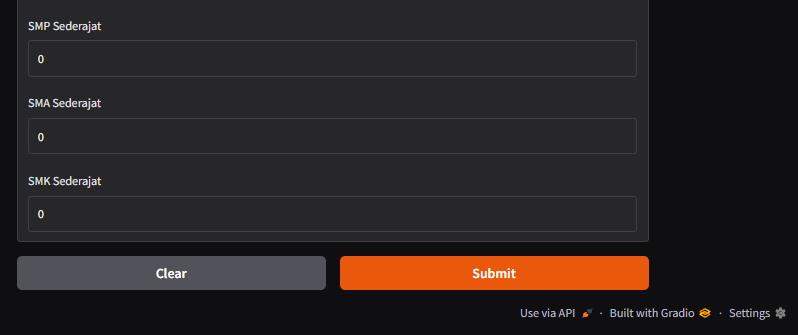 SMP Sederajat
0
SMA Sederajat
0
SMK Sederajat
0
Clear Submit
Use via API · Built with Gradio · Settings